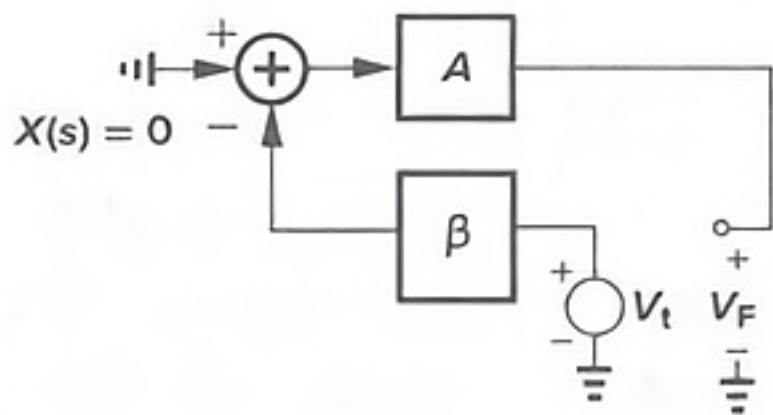 +
+
A
X(s) = 0
−
β
+
V_t
−
+
V_F
−